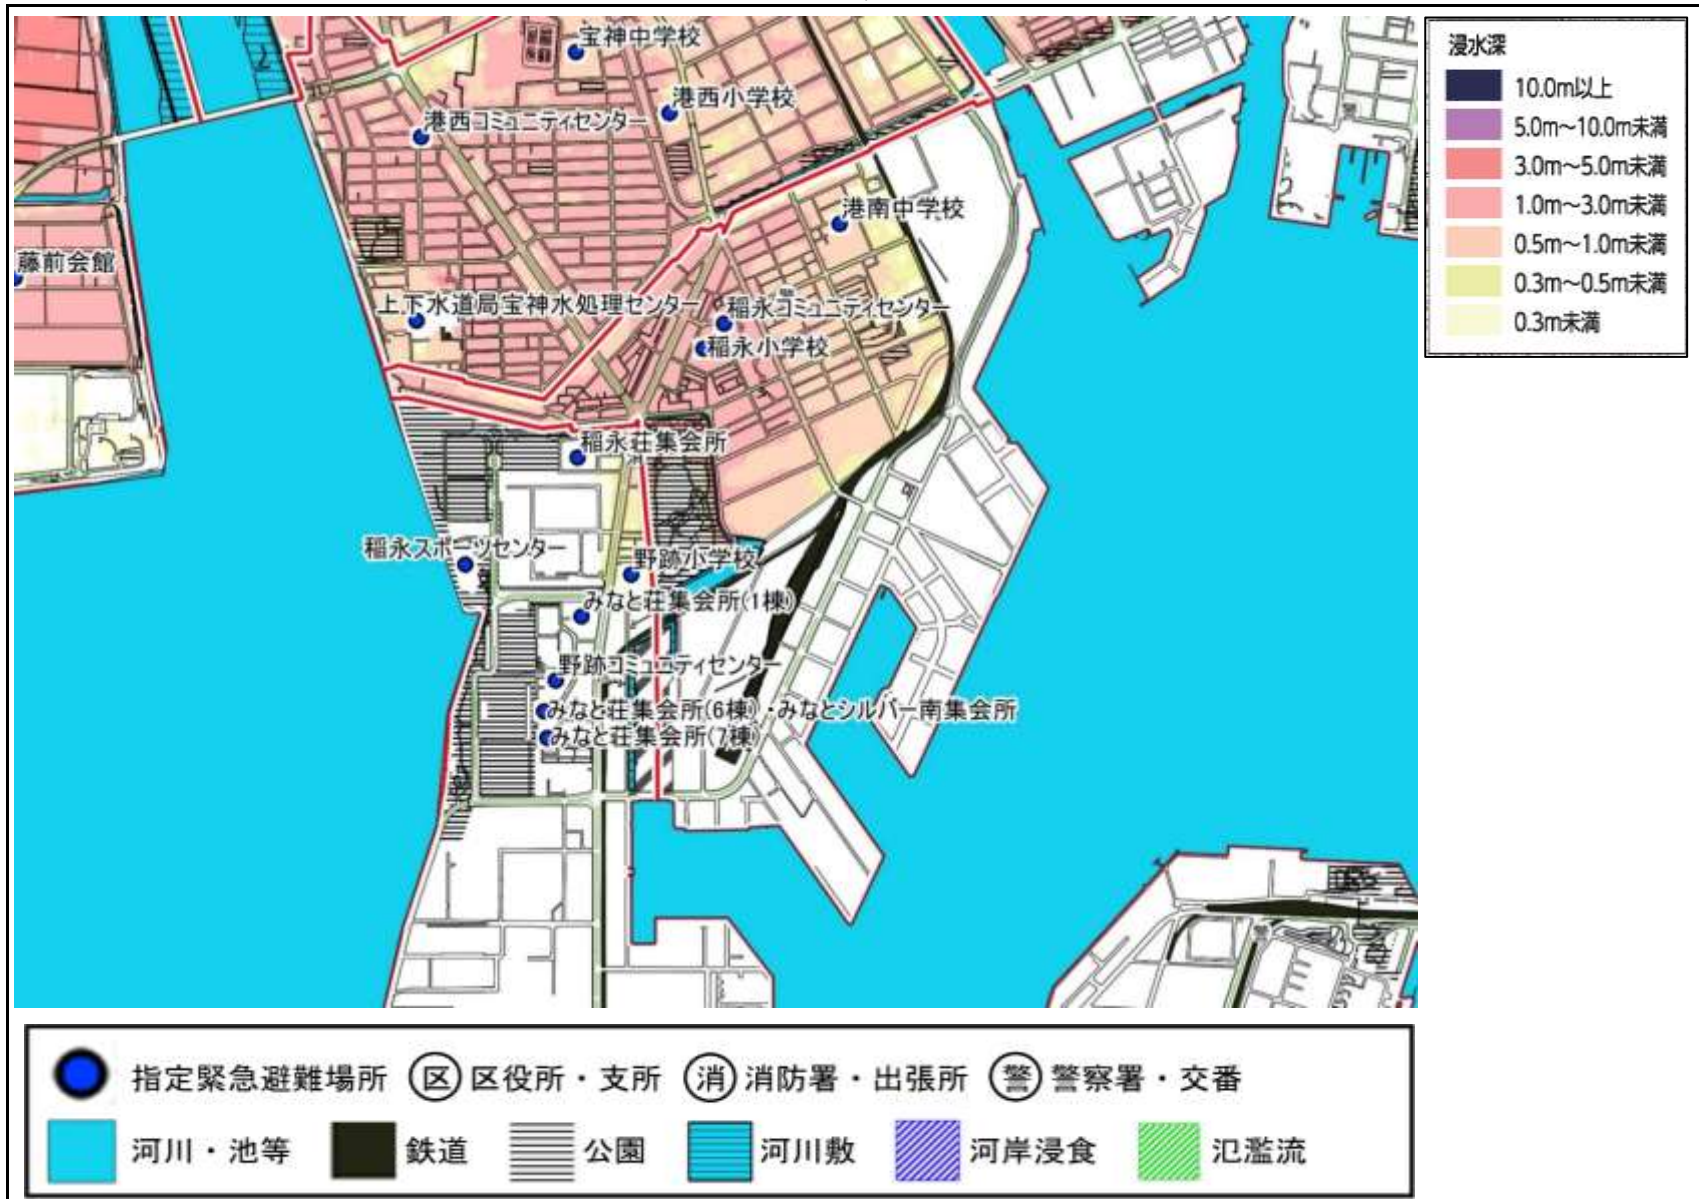 宝神中学校
港西小学校
港西コミュニティセンター
港南中学校
藤前会館
上下水道局宝神水処理センター
稲永コミュニティセンター
稲永小学校
稲永荘集会所
稲永スポーツセンター
野跡小学校
みなと荘集会所(1棟)
野跡コミュニティセンター
みなと荘集会所(6棟)・みなとシルバー南集会所
みなと荘集会所(7棟)
浸水深
10.0m以上
5.0m～10.0m未満
3.0m～5.0m未満
1.0m～3.0m未満
0.5m～1.0m未満
0.3m～0.5m未満
0.3m未満
指定緊急避難場所 区 区役所・支所 消 消防署・出張所 警 警察署・交番
河川・池等 鉄道 公園 河川敷 河岸浸食 氾濫流